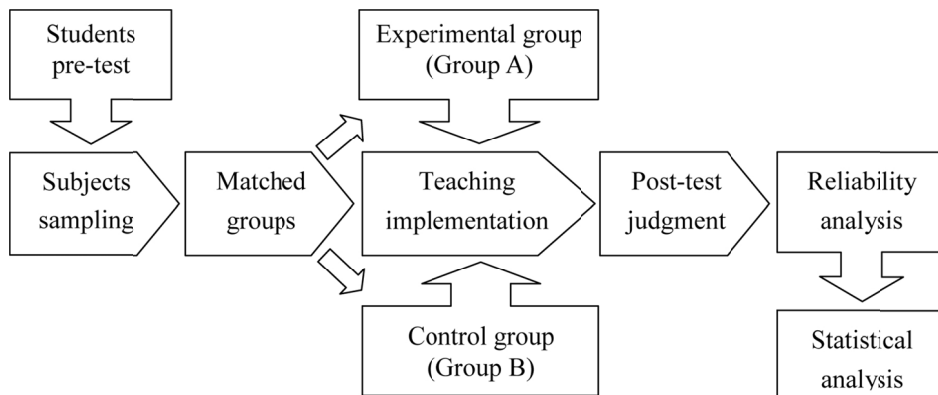 Students
pre-test
Experimental group
(Group A)
Subjects
sampling
Matched
groups
Teaching
implementation
Post-test
judgment
Reliability
analysis
Control group
(Group B)
Statistical
analysis